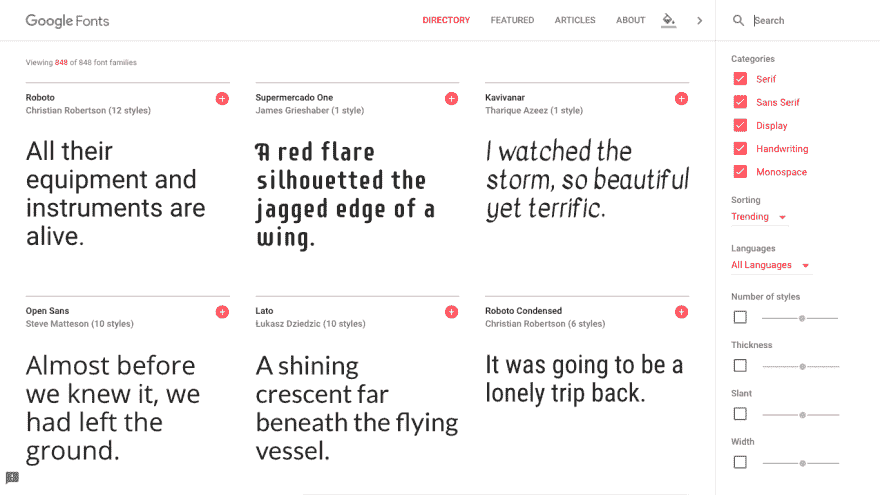 Google Fonts
DIRECTORY FEATURED ARTICLES ABOUT
Search
Viewing 848 of 848 font families
Roboto
Christian Robertson (12 styles)
All their
equipment and
instruments are
alive.
Supermercado One
James Grieshaber (1 style)
A red flare
silhouetted the
jagged edge of a
wing.
Kavivanar
Tharique Azeez (1 style)
I watched the
storm, so beautiful
yet terrific.
Open Sans
Steve Matteson (10 styles)
Almost before
we knew it, we
had left the
ground.
Lato
Łukasz Dziedzic (10 styles)
A shining
crescent far
beneath the flying
vessel.
Roboto Condensed
Christian Robertson (6 styles)
It was going to be a
lonely trip back.
Categories
Serif
Sans Serif
Display
Handwriting
Monospace
Sorting
Trending
Languages
All Languages
Number of styles
Thickness
Slant
Width